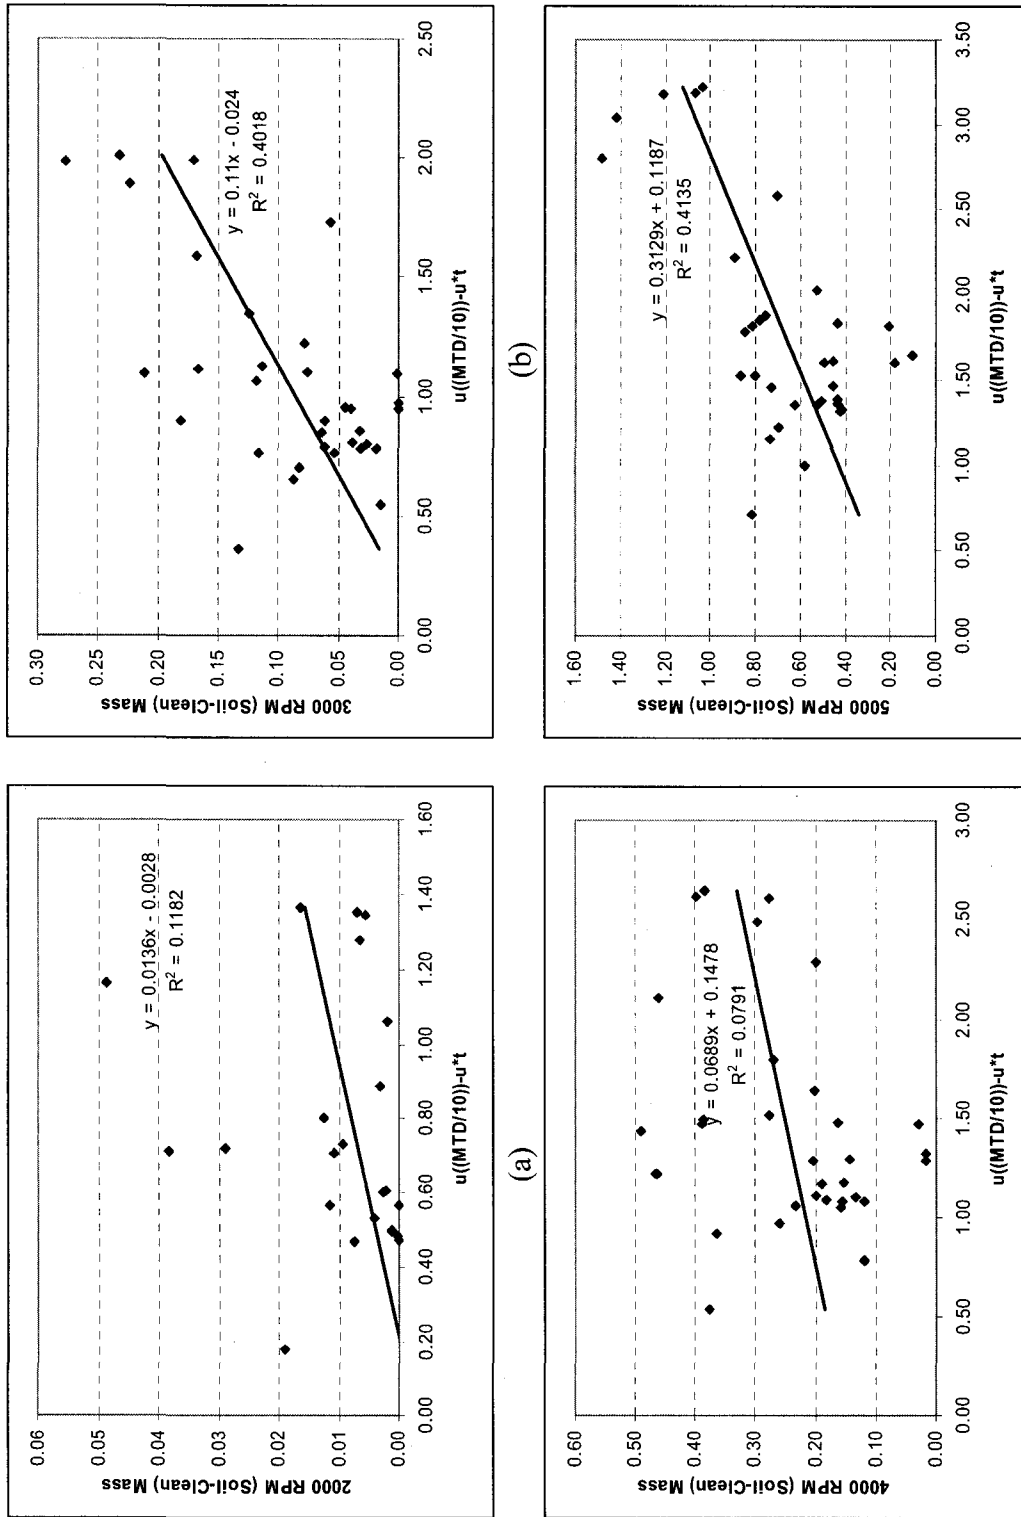 0.06
0.05
0.04
0.03
0.02
0.01
0.00
2000 RPM (Soil-Clean) Mass
y = 0.0136x - 0.0028
R² = 0.1182
0.00 0.20 0.40 0.60 0.80 1.00 1.20 1.40 1.60
u((MTD/10))-u*t
(a)
0.30
0.25
0.20
0.15
0.10
0.05
0.00
3000 RPM (Soil-Clean) Mass
y = 0.11x - 0.024
R² = 0.4018
0.00 0.50 1.00 1.50 2.00 2.50
u((MTD/10))-u*t
(b)
0.60
0.50
0.40
0.30
0.20
0.10
0.00
4000 RPM (Soil-Clean) Mass
y = 0.0689x + 0.1478
R² = 0.0791
0.00 0.50 1.00 1.50 2.00 2.50 3.00
u((MTD/10))-u*t
1.60
1.40
1.20
1.00
0.80
0.60
0.40
0.20
0.00
5000 RPM (Soil-Clean) Mass
y = 0.3129x + 0.1187
R² = 0.4135
0.00 0.50 1.00 1.50 2.00 2.50 3.00 3.50
u((MTD/10))-u*t